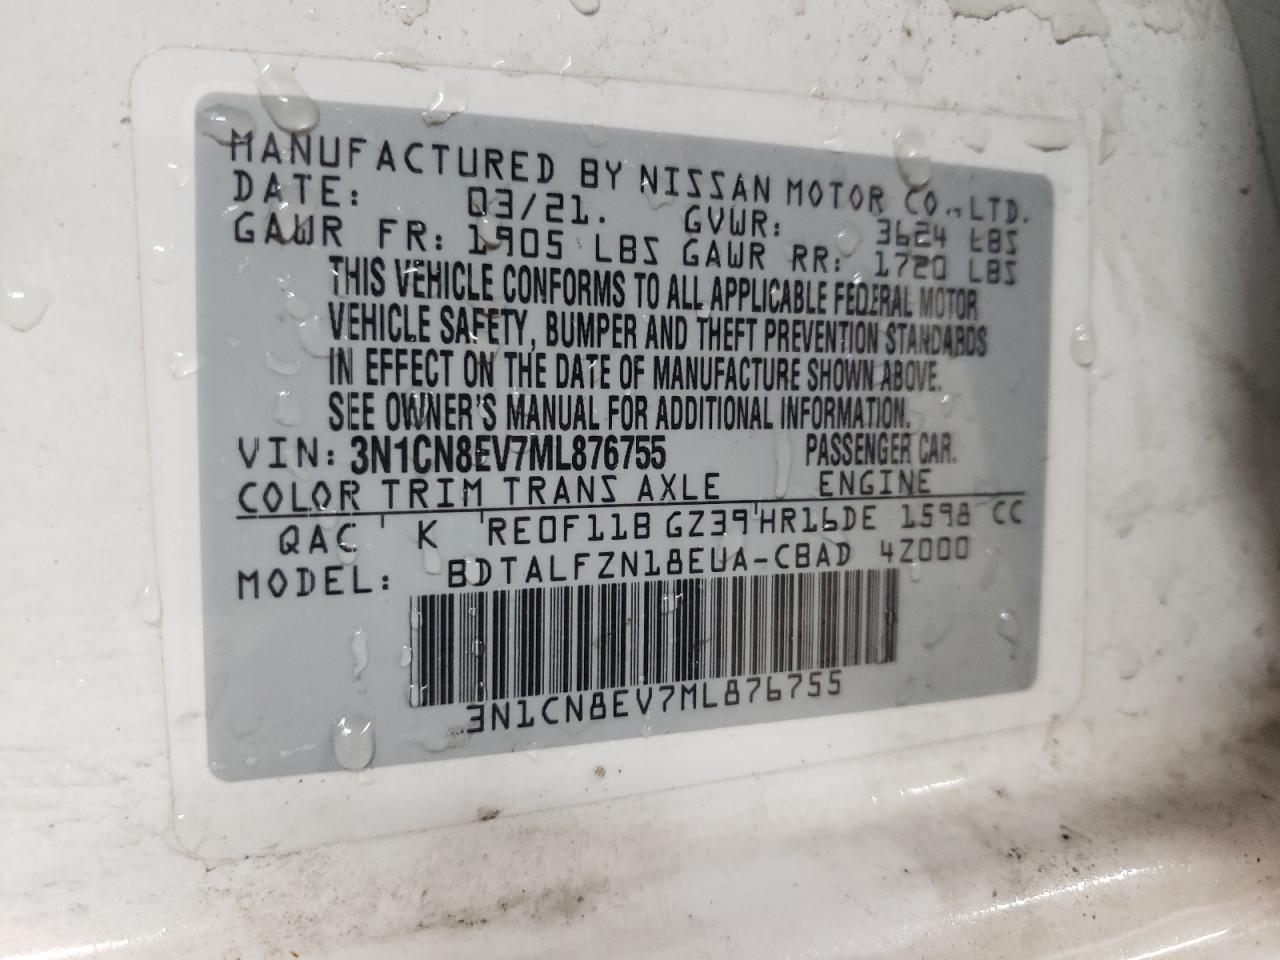 MANUFACTURED BY NISSAN MOTOR CO.,LTD.
DATE: 03/21. GVWR: 3624 LBS
GAWR FR: 1905 LBS GAWR RR: 1720 LBS
THIS VEHICLE CONFORMS TO ALL APPLICABLE FEDERAL MOTOR
VEHICLE SAFETY, BUMPER AND THEFT PREVENTION STANDARDS
IN EFFECT ON THE DATE OF MANUFACTURE SHOWN ABOVE.
SEE OWNER'S MANUAL FOR ADDITIONAL INFORMATION.
VIN: 3N1CN8EV7ML876755 PASSENGER CAR.
COLOR TRIM TRANS AXLE ENGINE
QAC K RE0F11B GZ39 HR16DE 1598 CC
MODEL: BDTALFZN18EUA-CBAD 4Z000
3N1CN8EV7ML876755